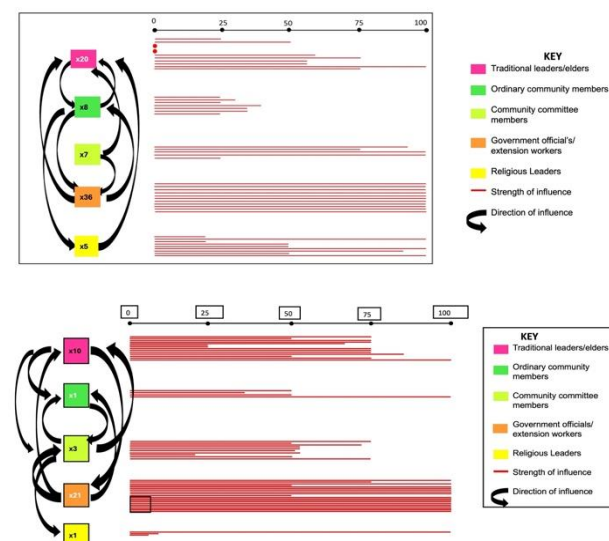 0 25 50 75 100
x20
x8
x7
x36
x5
KEY
Traditional leaders/elders
Ordinary community
members
Community committee
members
Government official's/
extension workers
Religious Leaders
Strength of influence
Direction of influence
0 25 50 75 100
x10
x1
x3
x21
x1
KEY
Traditional leaders/elders
Ordinary community
members
Community committee
members
Government officials/
extension workers
Religious Leaders
Strength of influence
Direction of influence